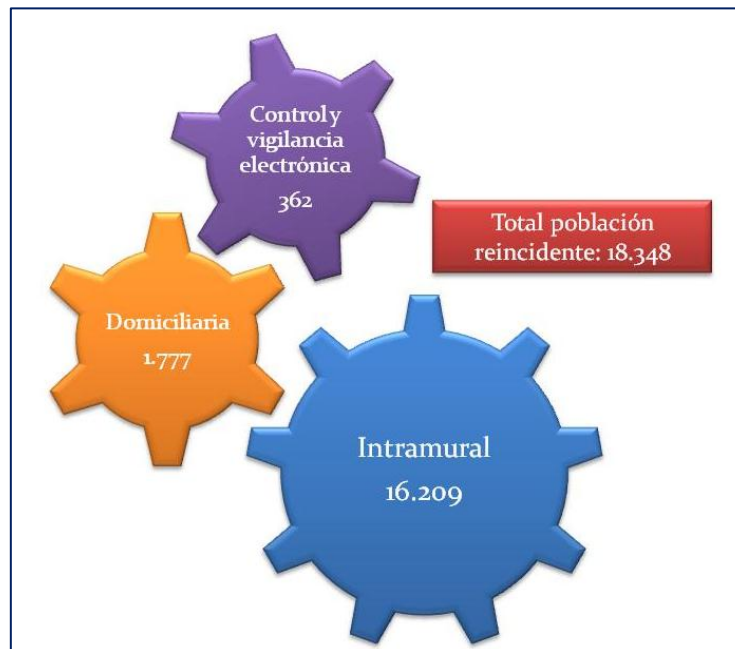 Control y
vigilancia
electrónica
362
Total población
reincidente: 18.348
Domiciliaria
1.777
Intramural
16.209